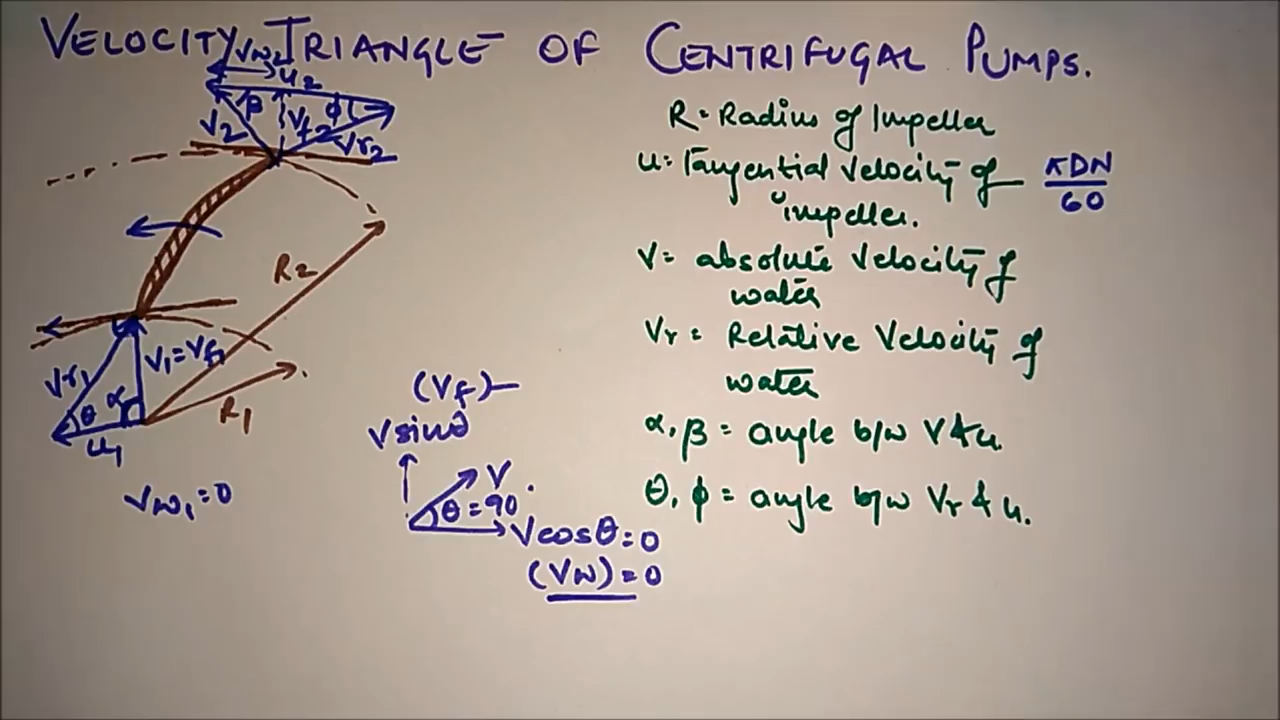 VELOCITY TRIANGLE OF CENTRIFUGAL PUMPS.
Vw2
u2
β
Vf2
φ
V2
Vr2
R2
Vr1
V1=Vf1
θ
α
u1
R1
Vw1=0
(Vf)
Vsinθ
V
θ=90
Vcosθ=0
(Vw)=0
R= Radius of Impeller
u= Tangential Velocity of
impeller.
πDN
60
V= absolute Velocity of
water
Vr = Relative Velocity of
water
α, β = angle b/w V & u.
θ, φ = angle b/w Vr & u.